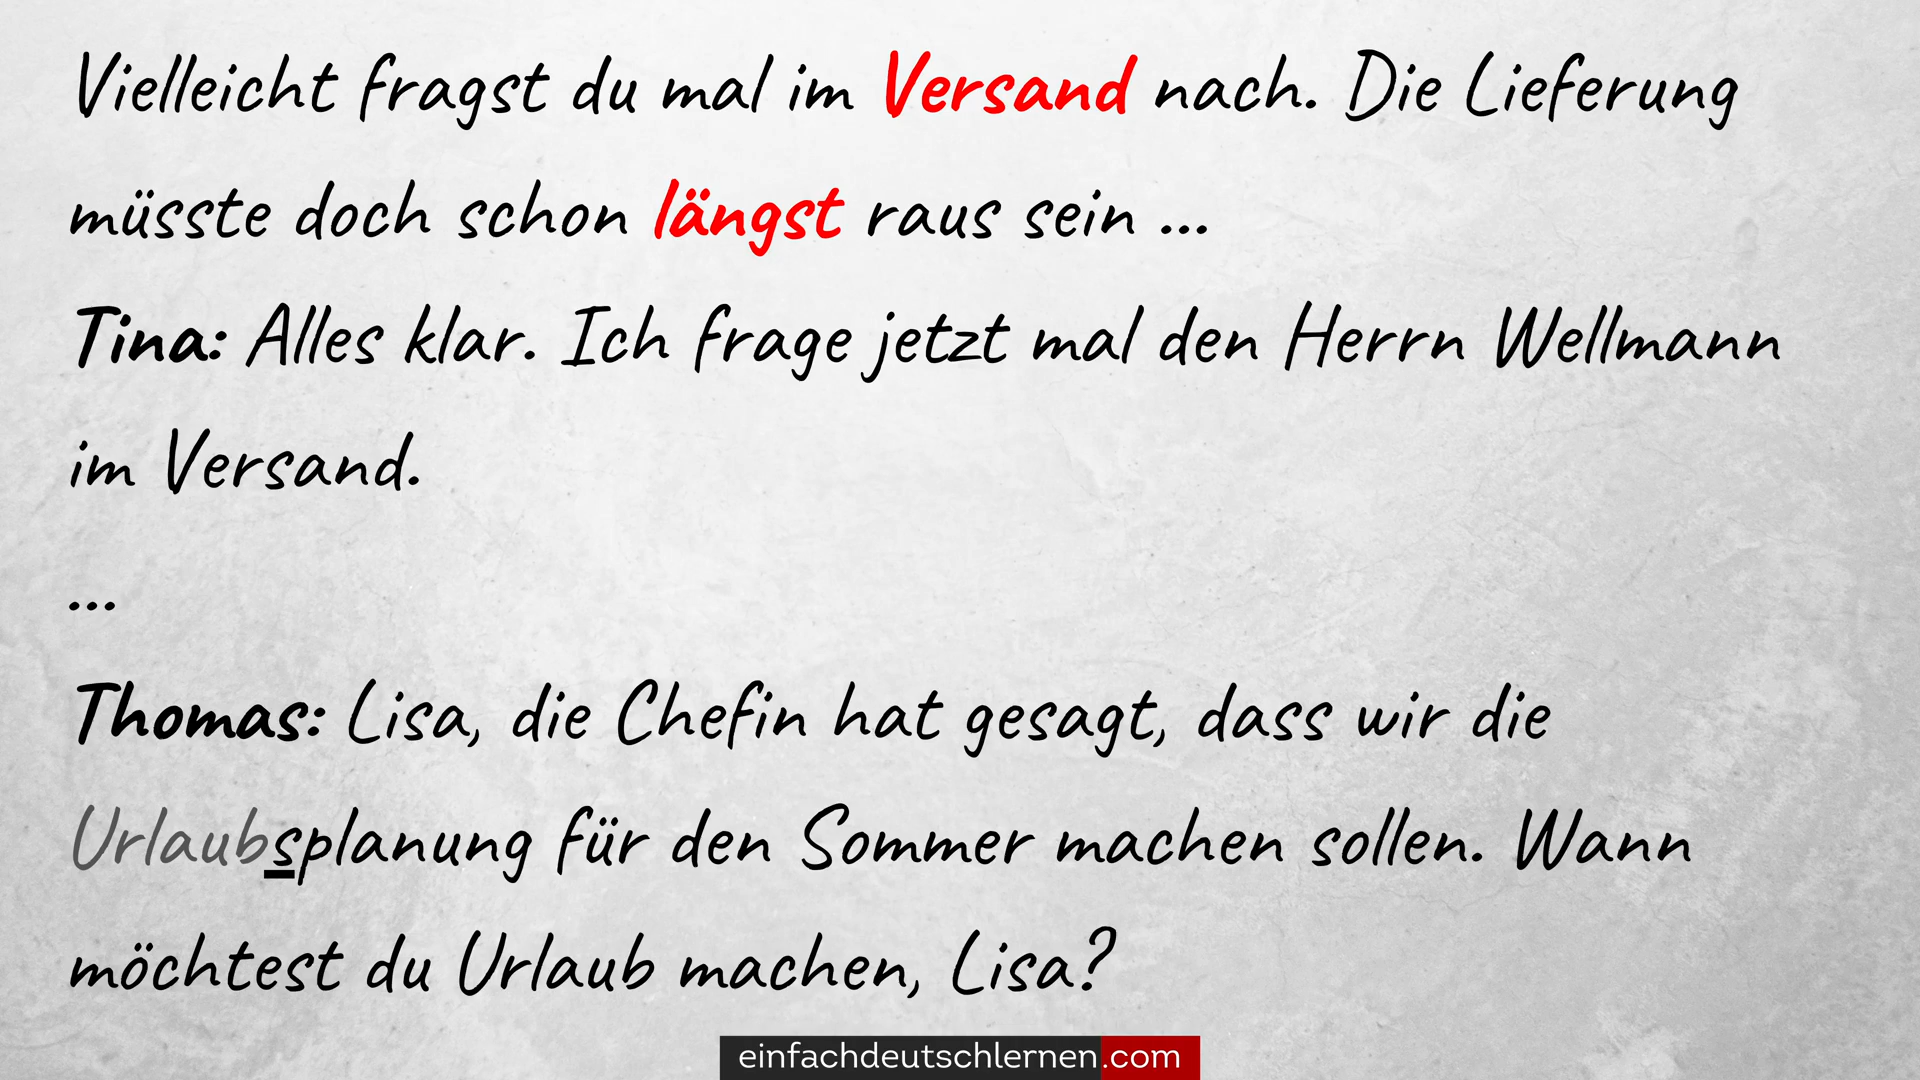 Vielleicht fragst du mal im Versand nach. Die Lieferung
müsste doch schon längst raus sein ...
Tina: Alles klar. Ich frage jetzt mal den Herrn Wellmann
im Versand.
...
Thomas: Lisa, die Chefin hat gesagt, dass wir die
Urlaubsplanung für den Sommer machen sollen. Wann
möchtest du Urlaub machen, Lisa?
einfachdeutschlernen.com